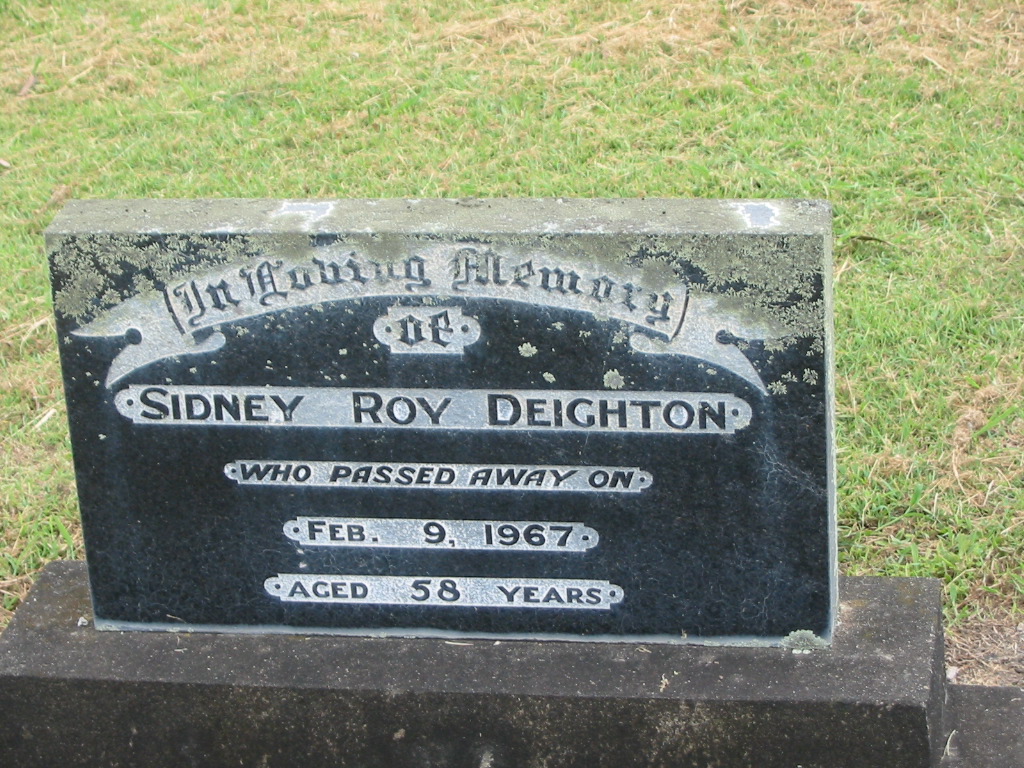 In Loving Memory
of
SIDNEY ROY DEIGHTON
WHO PASSED AWAY ON
FEB. 9, 1967
AGED 58 YEARS